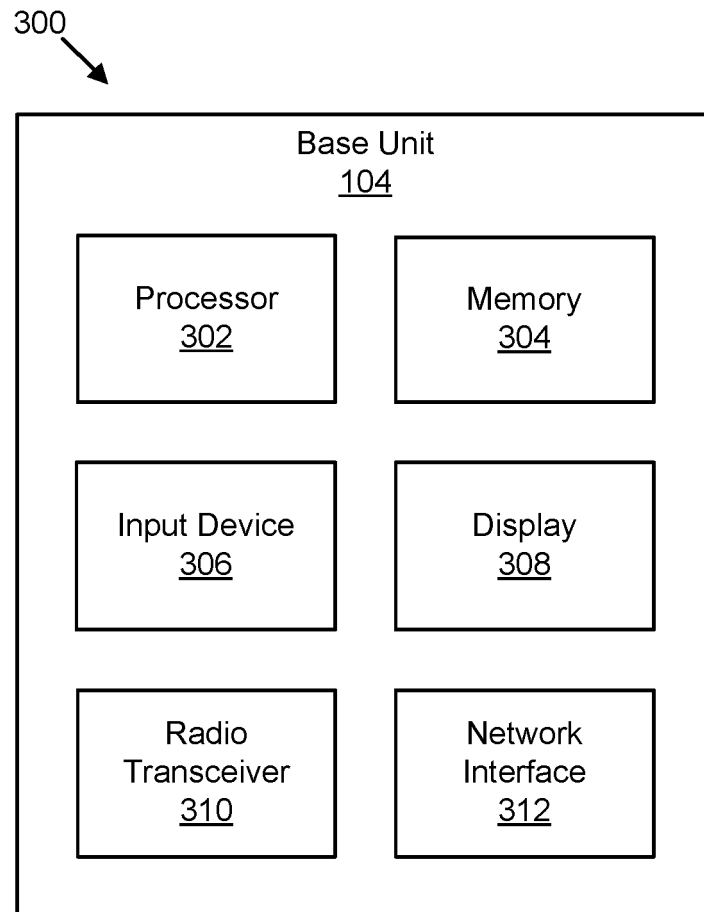 300
Base Unit
104
Processor
302
Memory
304
Input Device
306
Display
308
Radio
Transceiver
310
Network
Interface
312